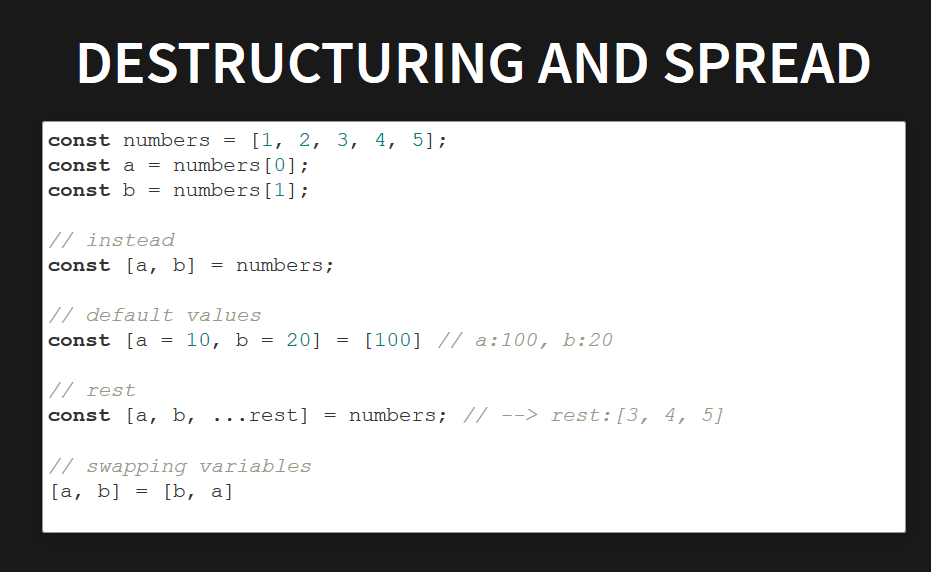 DESTRUCTURING AND SPREAD
const numbers = [1, 2, 3, 4, 5];
const a = numbers[0];
const b = numbers[1];
// instead
const [a, b] = numbers;
// default values
const [a = 10, b = 20] = [100] // a:100, b:20
// rest
const [a, b, ...rest] = numbers; // --> rest:[3, 4, 5]
// swapping variables
[a, b] = [b, a]